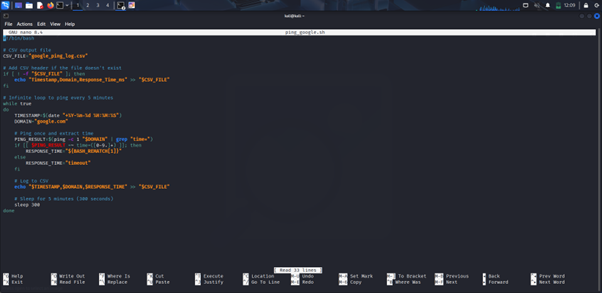 1 2 3 4
12:09
kali@kali: ~
File Actions Edit View Help
GNU nano 8.4 ping_google.sh
#!/bin/bash
# CSV output file
CSV_FILE="google_ping_log.csv"
# Add CSV header if the file doesn't exist
if [ ! -f "$CSV_FILE" ]; then
echo "Timestamp,Domain,Response_Time_ms" >> "$CSV_FILE"
fi
# Infinite loop to ping every 5 minutes
while true
do
TIMESTAMP=$(date "+%Y-%m-%d %H:%M:%S")
DOMAIN="google.com"
# Ping once and extract time
PING_RESULT=$(ping -c 1 "$DOMAIN" | grep "time=")
if [[ $PING_RESULT =~ time=([0-9.]+) ]]; then
RESPONSE_TIME="${BASH_REMATCH[1]}"
else
RESPONSE_TIME="timeout"
fi
# Log to CSV
echo "$TIMESTAMP,$DOMAIN,$RESPONSE_TIME" >> "$CSV_FILE"
# Sleep for 5 minutes (300 seconds)
sleep 300
done
[ Read 33 lines ]
^G Help ^O Write Out ^W Where Is ^K Cut ^T Execute ^C Location M-U Undo M-A Set Mark M-] To Bracket M-B Previous ◂ Back ^◂ Prev Word
^X Exit ^R Read File ^\ Replace ^U Paste ^J Justify ^/ Go To Line M-E Redo M-6 Copy ^B Where Was M-F Next ▸ Forward ^▸ Next Word